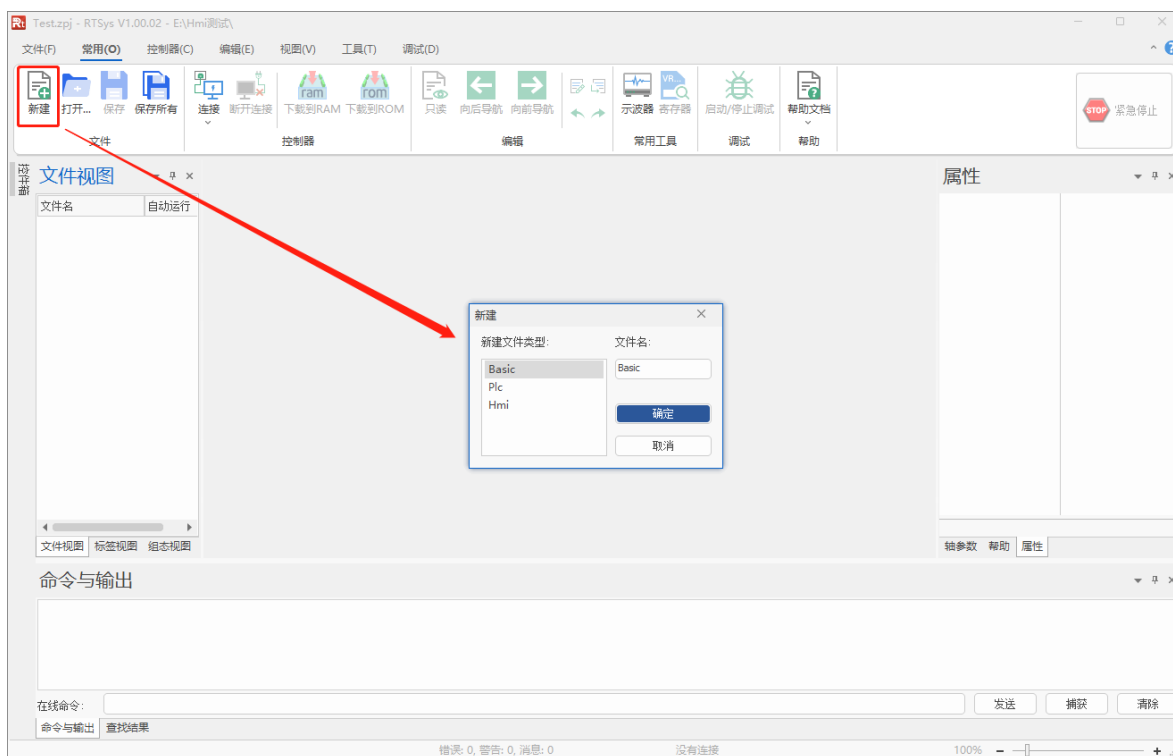 Test.zpj - RTSys V1.00.02 - E:\Hmi测试\
文件(F) 常用(O) 控制器(C) 编辑(E) 视图(V) 工具(T) 调试(D)
新建 打开... 保存 保存所有 连接 断开连接 下载到RAM 下载到ROM 只读 向后导航 向前导航 示波器 寄存器 启动/停止调试 帮助文档 紧急停止
ram rom VR... STOP
文件 控制器 编辑 常用工具 调试 帮助
文件视图
属性
文件名 自动运行
新建
新建文件类型: 文件名:
Basic
Basic
Plc
Hmi
确定
取消
文件视图 标签视图 组态视图
轴参数 帮助 属性
命令与输出
在线命令: 发送 捕获 清除
命令与输出 查找结果
错误: 0, 警告: 0, 消息: 0 没有连接 100%